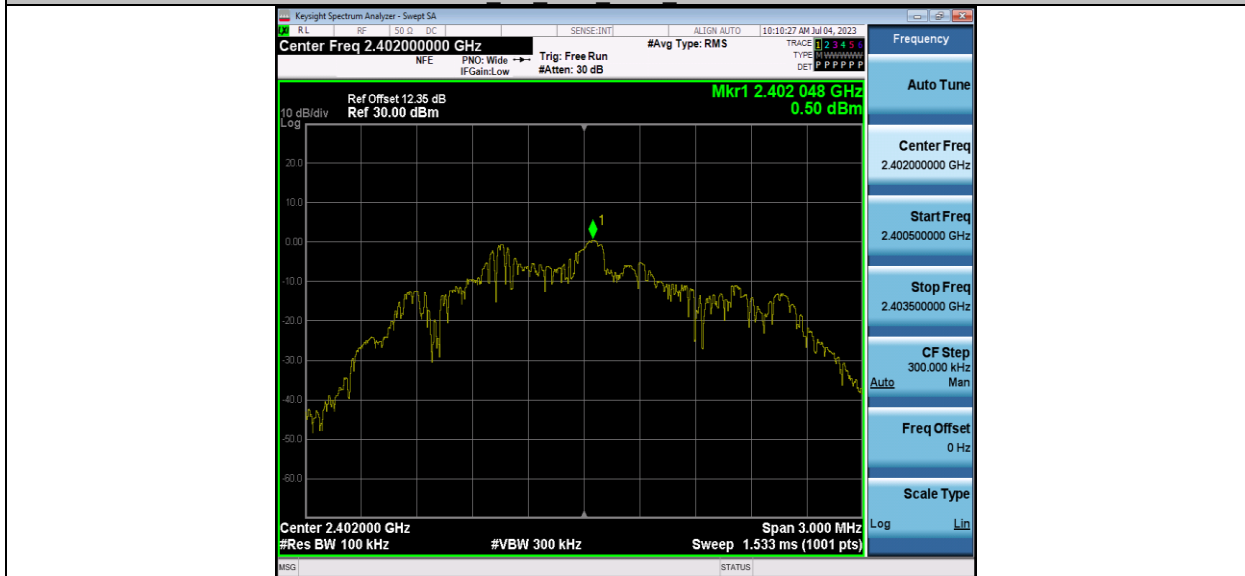 Keysight Spectrum Analyzer - Swept SA
RL RF 50 Ω DC SENSE:INT ALIGN AUTO 10:10:27 AM Jul 04, 2023
Center Freq 2.402000000 GHz
NFE
PNO: Wide
IFGain:Low
Trig: Free Run
#Atten: 30 dB
#Avg Type: RMS
TRACE 1 2 3 4 5 6
TYPE M WWWWW
DET P P P P P P
Ref Offset 12.35 dB
10 dB/div Ref 30.00 dBm
Log
Mkr1 2.402 048 GHz
0.50 dBm
1
20.0
10.0
0.00
-10.0
-20.0
-30.0
-40.0
-50.0
-60.0
Center 2.402000 GHz Span 3.000 MHz
#Res BW 100 kHz #VBW 300 kHz Sweep 1.533 ms (1001 pts)
MSG STATUS
Frequency
Auto Tune
Center Freq
2.402000000 GHz
Start Freq
2.400500000 GHz
Stop Freq
2.403500000 GHz
CF Step
300.000 kHz
Auto Man
Freq Offset
0 Hz
Scale Type
Log Lin